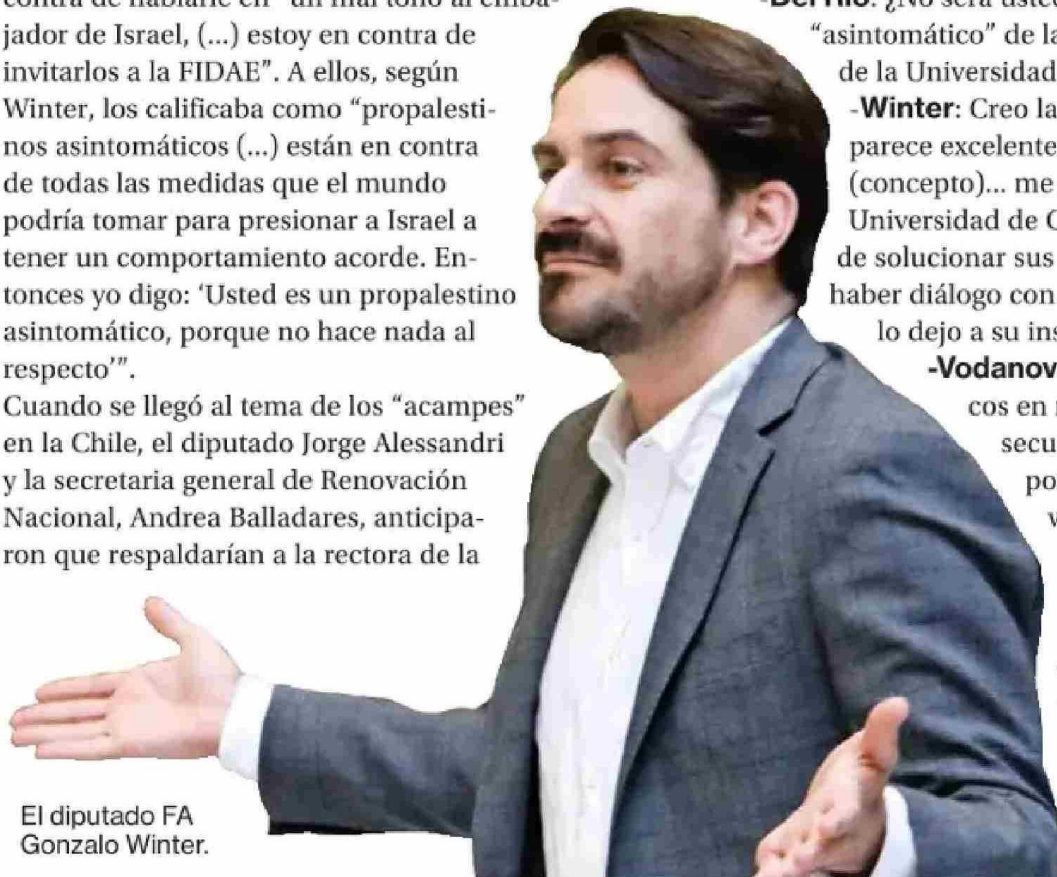 jador de Israel, (...) estoy en contra de
invitarlos a la FIDAE”. A ellos, según
Winter, los calificaba como “propalesti-
nos asintomáticos (...) están en contra
de todas las medidas que el mundo
podría tomar para presionar a Israel a
tener un comportamiento acorde. En-
tonces yo digo: ‘Usted es un propalestino
asintomático, porque no hace nada al
respecto’”.
Cuando se llegó al tema de los “acampes”
en la Chile, el diputado Jorge Alessandri
y la secretaria general de Renovación
Nacional, Andrea Balladares, anticipa-
ron que respaldarían a la rectora de la
El diputado FA
Gonzalo Winter.
“asintomático” de la
de la Universidad
-Winter: Creo la
parece excelente
(concepto)... me
Universidad de
de solucionar sus
haber diálogo con
lo dejo a su ins
-Vodanov
cos en
secu
po